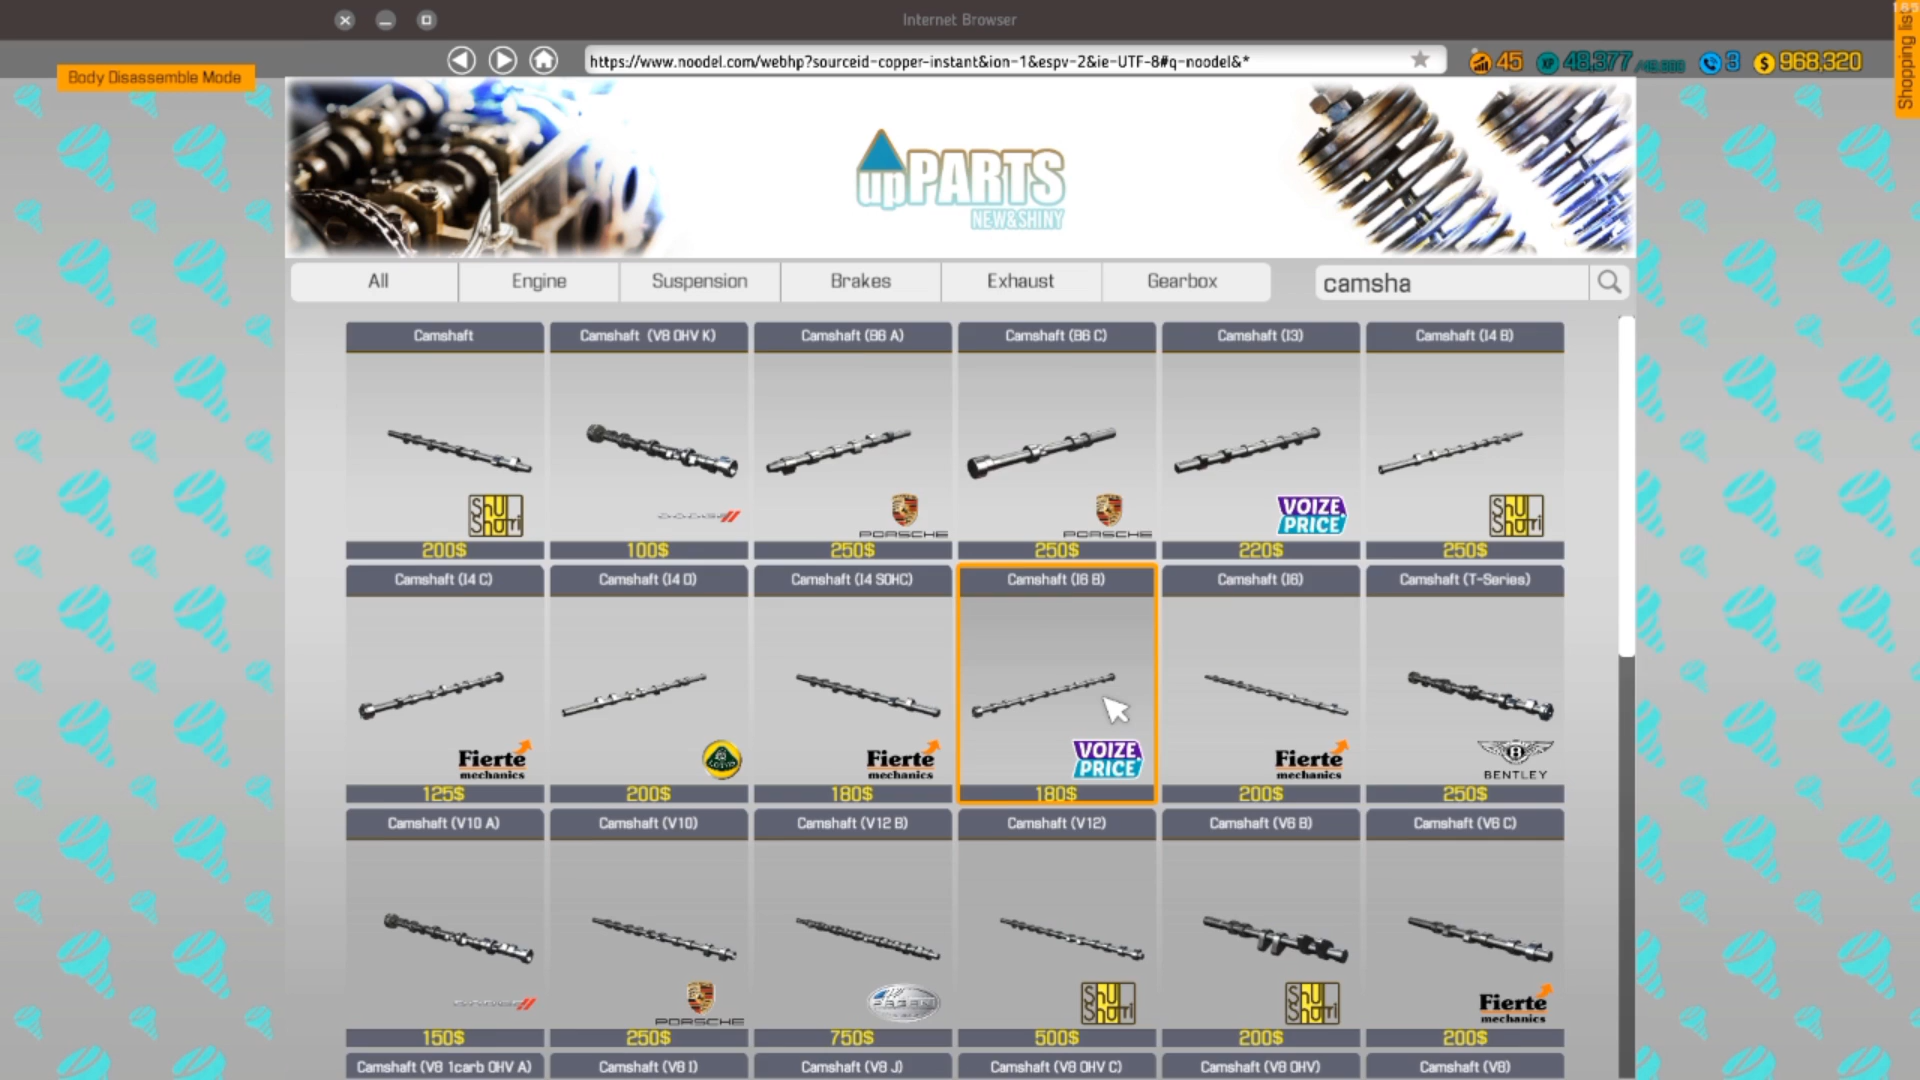 Internet Browser
185
Shopping list
https://www.noodel.com/webhp?sourceid-copper-instant&ion-1&espv-2&ie-UTF-8#q-noodel&*
45
XP 48,377
3
$ 968,320
Body Disassemble Mode
upPARTS
NEW&SHINY
All Engine Suspension Brakes Exhaust Gearbox
camsha
Camshaft Camshaft (V8 OHV K) Camshaft (B6 A) Camshaft (B6 C) Camshaft (I3) Camshaft (I4 B)
DODGE PORSCHE PORSCHE VOIZE PRICE
200$ 100$ 250$ 250$ 220$ 250$
Camshaft (I4 C) Camshaft (I4 D) Camshaft (I4 SOHC) Camshaft (I6 B) Camshaft (I6) Camshaft (T-Series)
Fierte mechanics Fierte mechanics VOIZE PRICE Fierte mechanics BENTLEY
125$ 200$ 180$ 180$ 200$ 250$
Camshaft (V10 A) Camshaft (V10) Camshaft (V12 B) Camshaft (V12) Camshaft (V6 B) Camshaft (V6 C)
DODGE PORSCHE PAGANI Fierte mechanics
150$ 250$ 750$ 500$ 200$ 200$
Camshaft (V8 1carb OHV A) Camshaft (V8 I) Camshaft (V8 J) Camshaft (V8 OHV C) Camshaft (V8 OHV) Camshaft (V8)